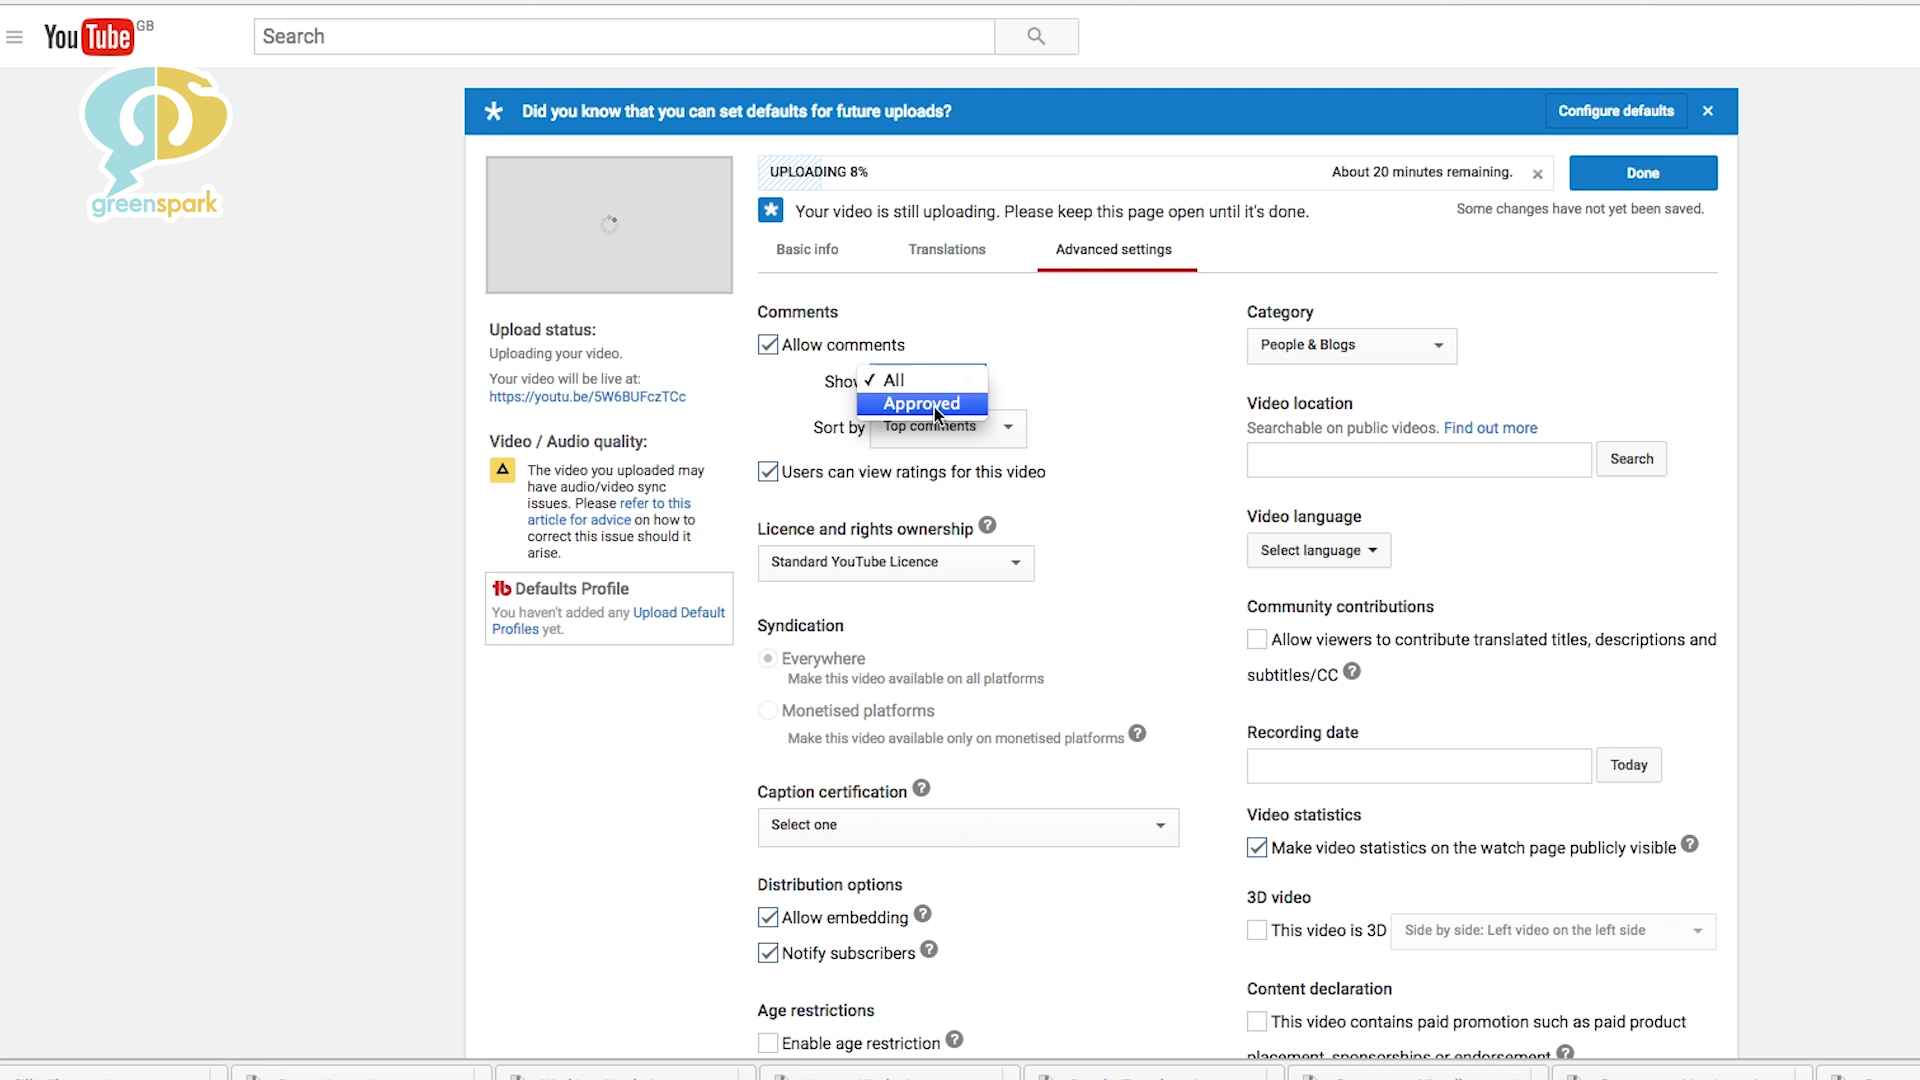 YouTube GB
Search
greenspark
Did you know that you can set defaults for future uploads?
Configure defaults
UPLOADING 8%
About 20 minutes remaining.
Done
Your video is still uploading. Please keep this page open until it's done.
Some changes have not yet been saved.
Basic info
Translations
Advanced settings
Upload status:
Uploading your video.
Your video will be live at:
https://youtu.be/5W6BUFczTCc
Video / Audio quality:
The video you uploaded may
have audio/video sync
issues. Please refer to this
article for advice on how to
correct this issue should it
arise.
Defaults Profile
You haven't added any Upload Default
Profiles yet.
Comments
Allow comments
All
Approved
Sort by
Top comments
Users can view ratings for this video
Licence and rights ownership
Standard YouTube Licence
Syndication
Everywhere
Make this video available on all platforms
Monetised platforms
Make this video available only on monetised platforms
Caption certification
Select one
Distribution options
Allow embedding
Notify subscribers
Age restrictions
Enable age restriction
Category
People & Blogs
Video location
Searchable on public videos. Find out more
Search
Video language
Select language
Community contributions
Allow viewers to contribute translated titles, descriptions and
subtitles/CC
Recording date
Today
Video statistics
Make video statistics on the watch page publicly visible
3D video
This video is 3D
Side by side: Left video on the left side
Content declaration
This video contains paid promotion such as paid product
placement, sponsorships or endorsement